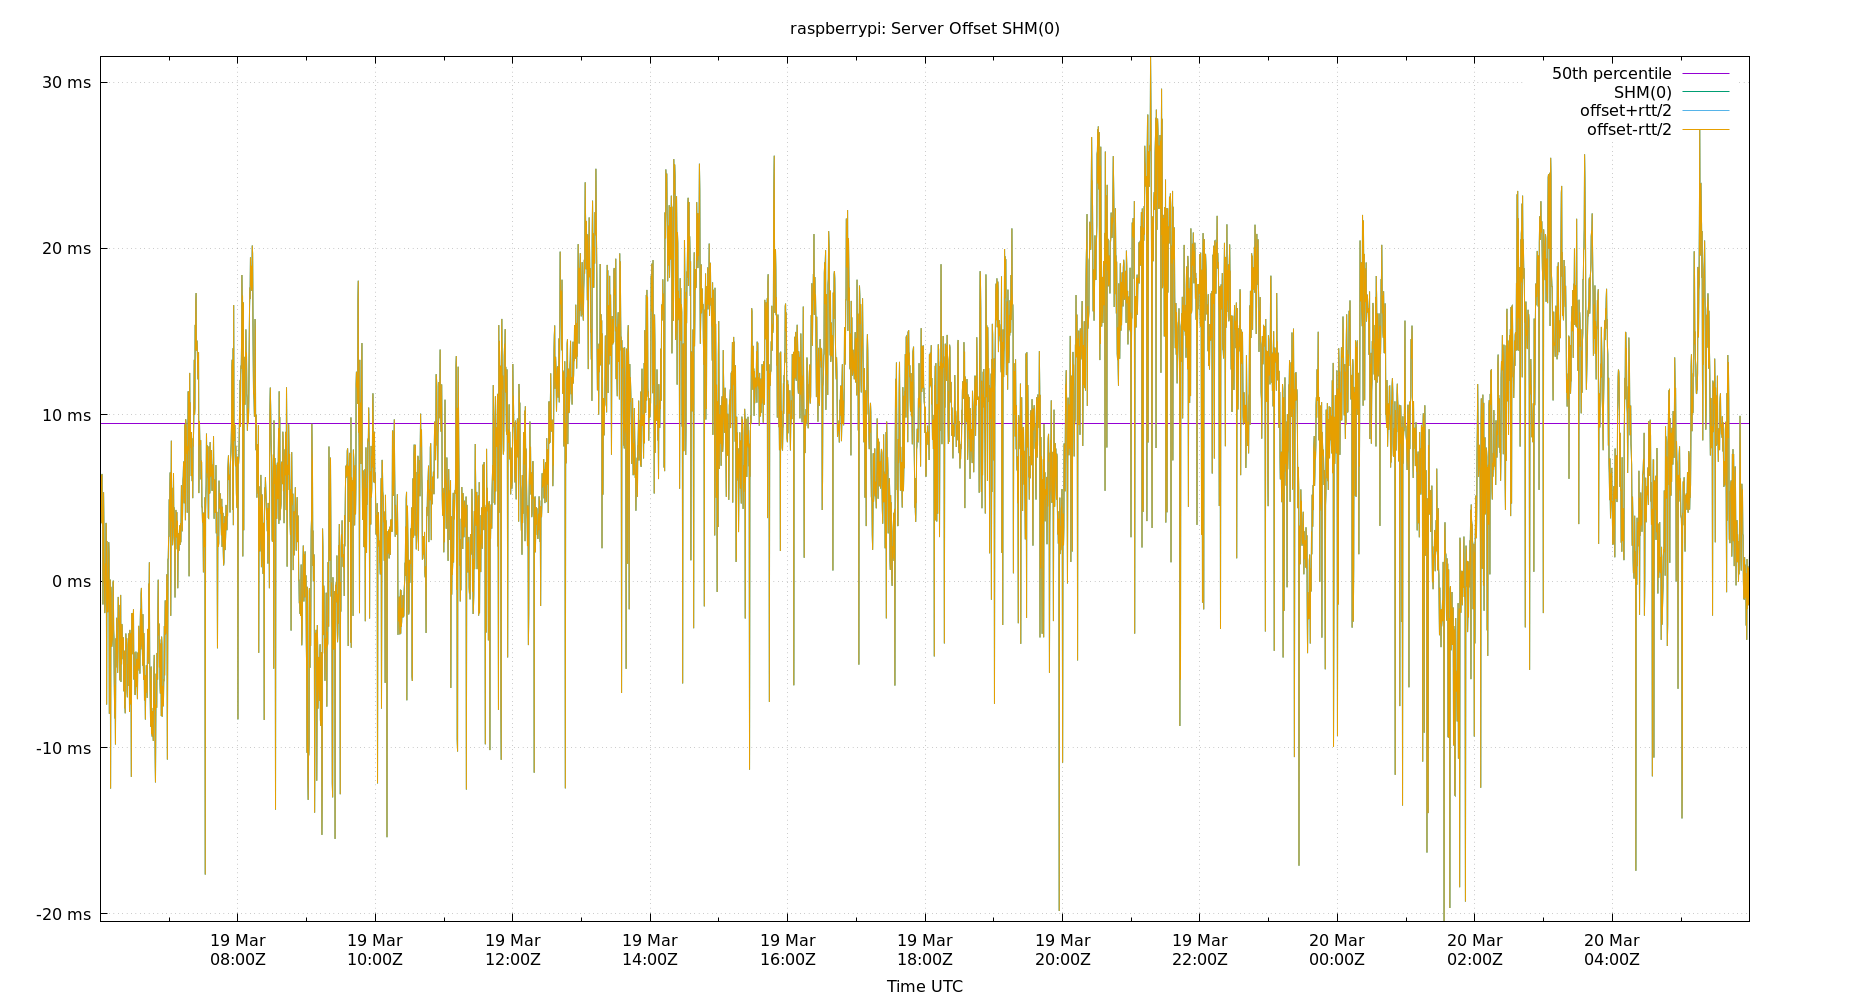 raspberrypi: Server Offset SHM(0)
30 ms
20 ms
10 ms
0 ms
-10 ms
-20 ms
50th percentile
SHM(0)
offset+rtt/2
offset-rtt/2
19 Mar
08:00Z
19 Mar
10:00Z
19 Mar
12:00Z
19 Mar
14:00Z
19 Mar
16:00Z
19 Mar
18:00Z
19 Mar
20:00Z
19 Mar
22:00Z
20 Mar
00:00Z
20 Mar
02:00Z
20 Mar
04:00Z
Time UTC